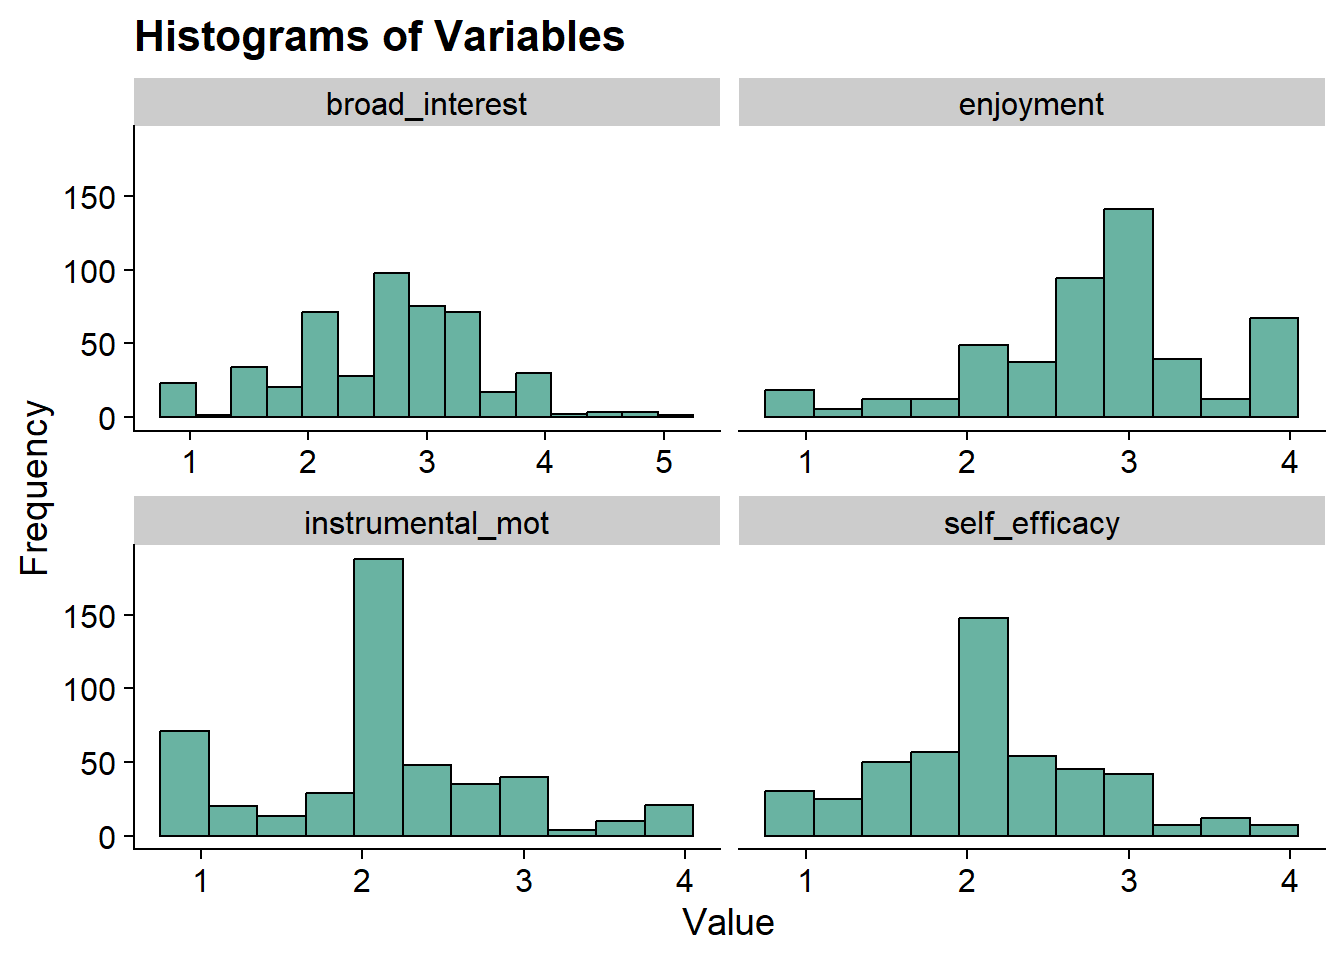 Histograms of Variables
broad_interest
enjoyment
150
100
50
0
1 2 3 4 5
1 2 3 4
Frequency
instrumental_mot
self_efficacy
150
100
50
0
1 2 3 4
1 2 3 4
Value